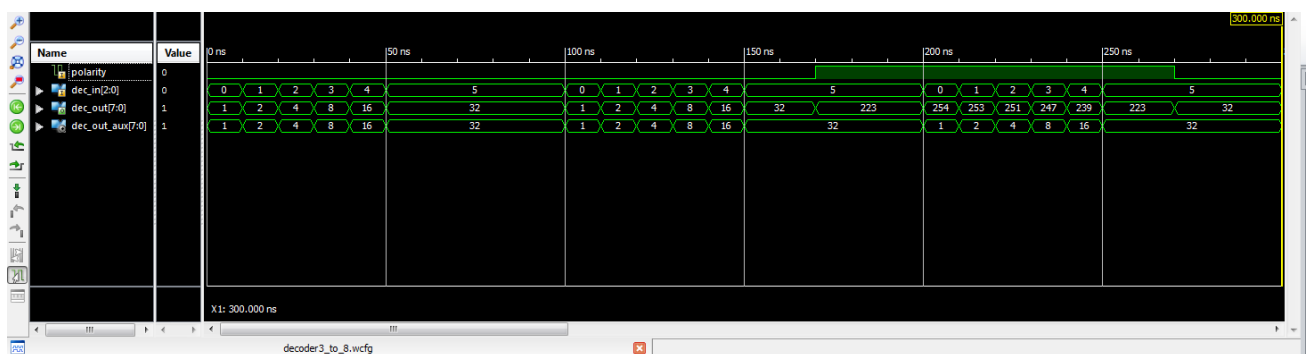 300.000 ns
Name Value 0 ns 50 ns 100 ns 150 ns 200 ns 250 ns
polarity 0
dec_in[2:0] 0 0 1 2 3 4 5 0 1 2 3 4 5 0 1 2 3 4 5
dec_out[7:0] 1 1 2 4 8 16 32 1 2 4 8 16 32 223 254 253 251 247 239 223 32
dec_out_aux[7:0] 1 1 2 4 8 16 32 1 2 4 8 16 32 1 2 4 8 16 32
X1: 300.000 ns
decoder3_to_8.wcfg